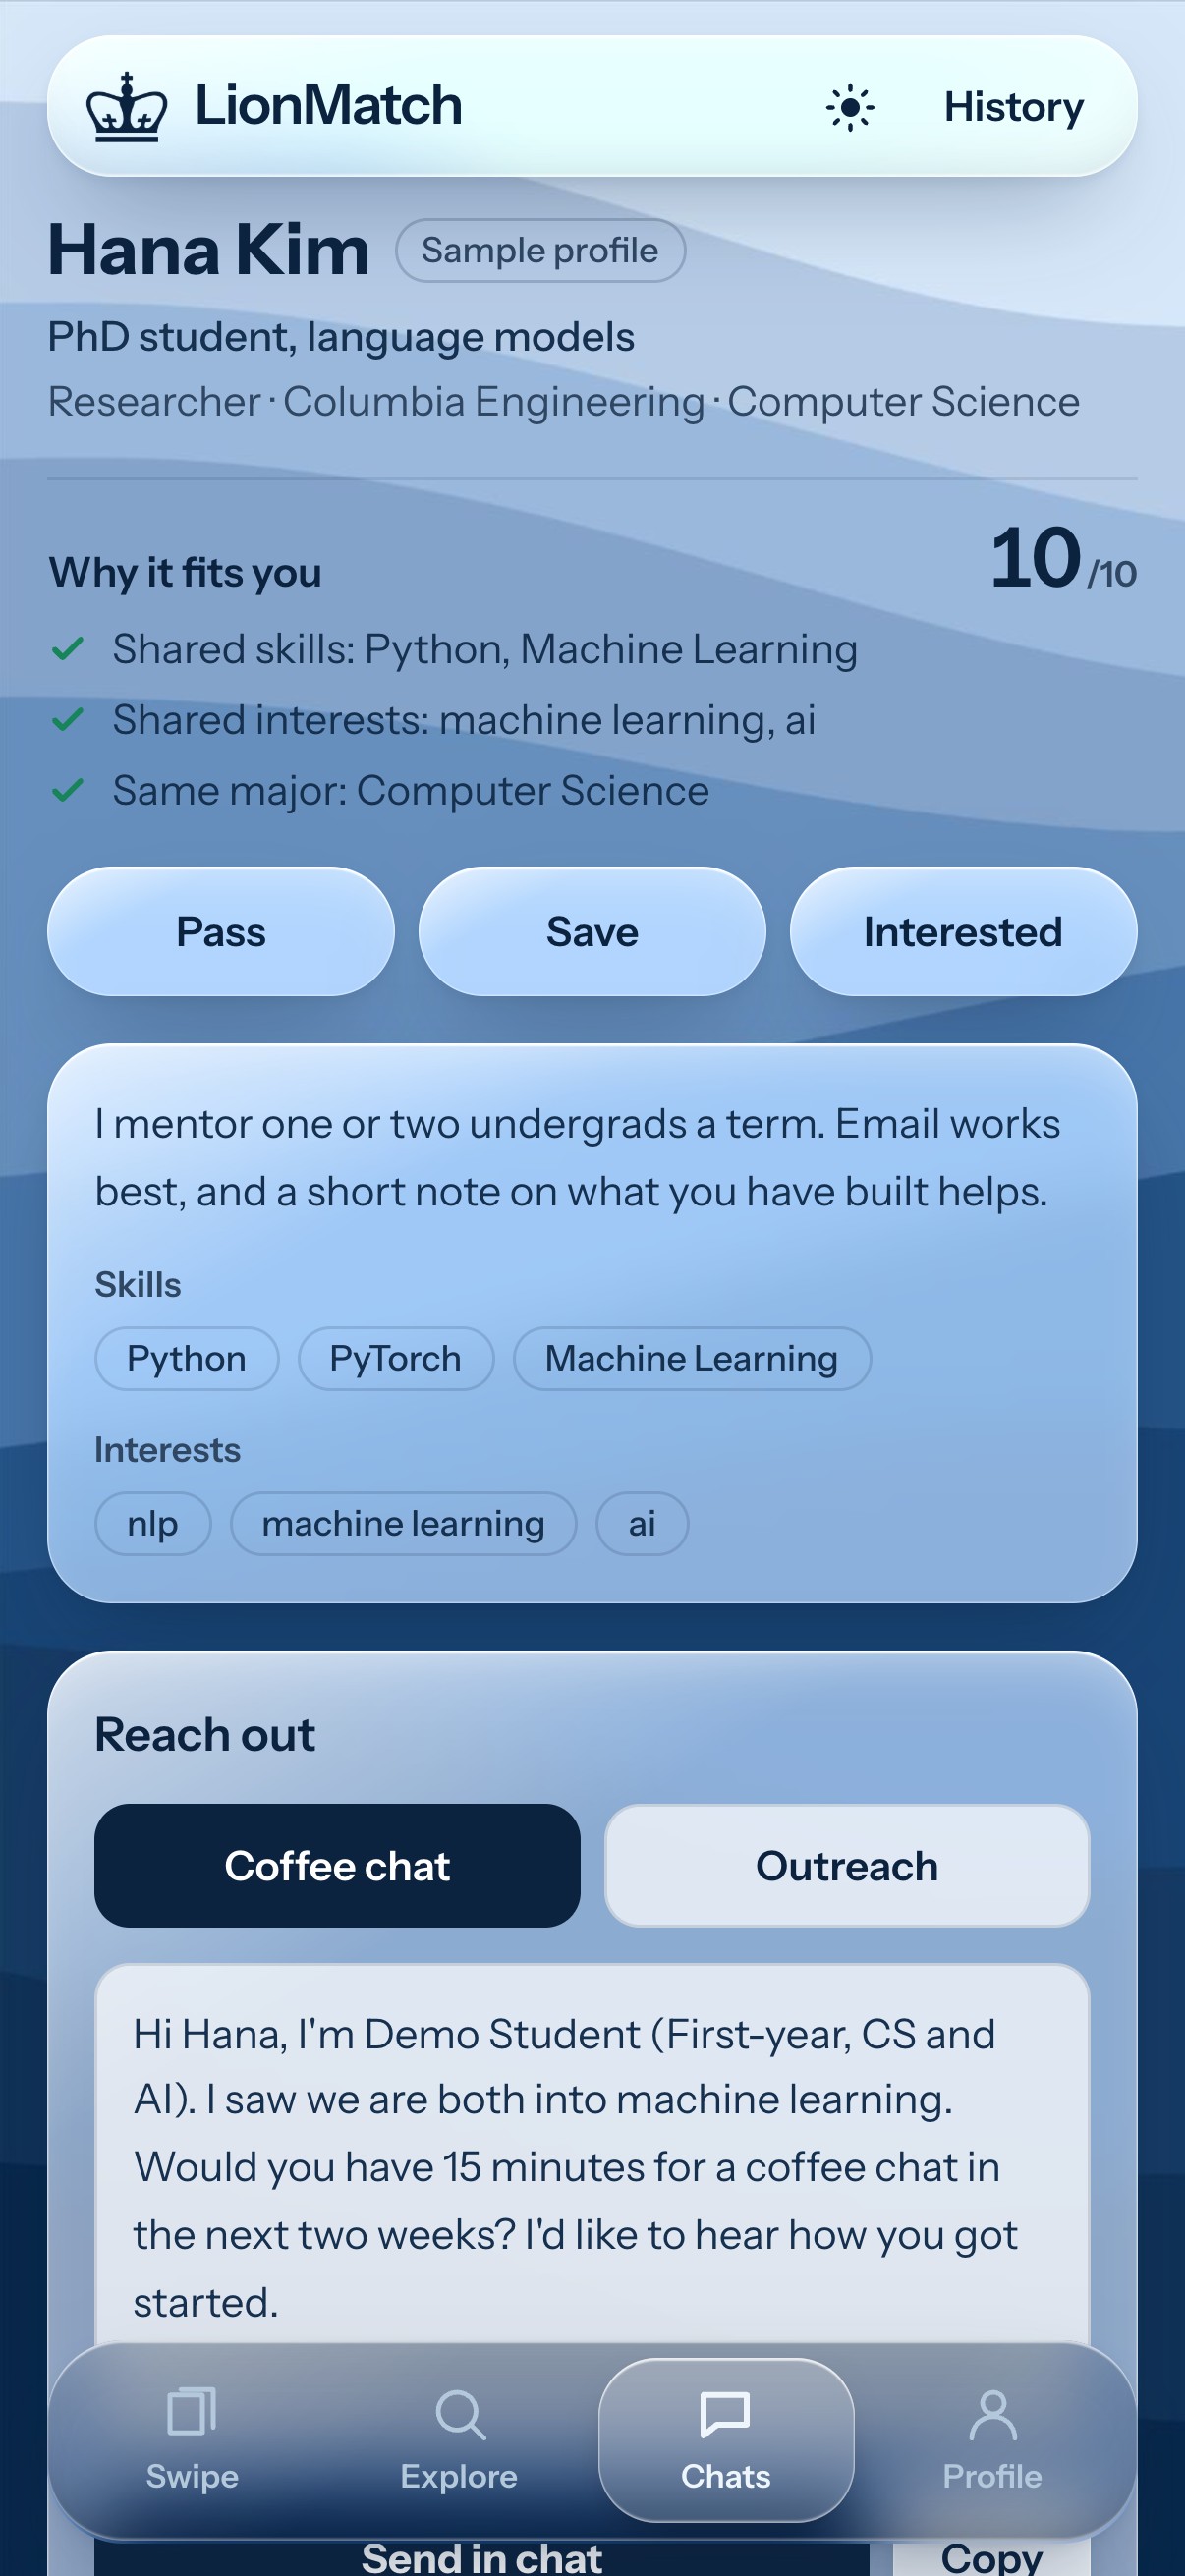 LionMatch
History
Hana Kim
Sample profile
PhD student, language models
Researcher · Columbia Engineering · Computer Science
Why it fits you
10/10
Shared skills: Python, Machine Learning
Shared interests: machine learning, ai
Same major: Computer Science
Pass
Save
Interested
I mentor one or two undergrads a term. Email works
best, and a short note on what you have built helps.
Skills
Python
PyTorch
Machine Learning
Interests
nlp
machine learning
ai
Reach out
Coffee chat
Outreach
Hi Hana, I'm Demo Student (First-year, CS and
AI). I saw we are both into machine learning.
Would you have 15 minutes for a coffee chat in
the next two weeks? I'd like to hear how you got
started.
Swipe
Explore
Chats
Profile
Send in chat
Copy